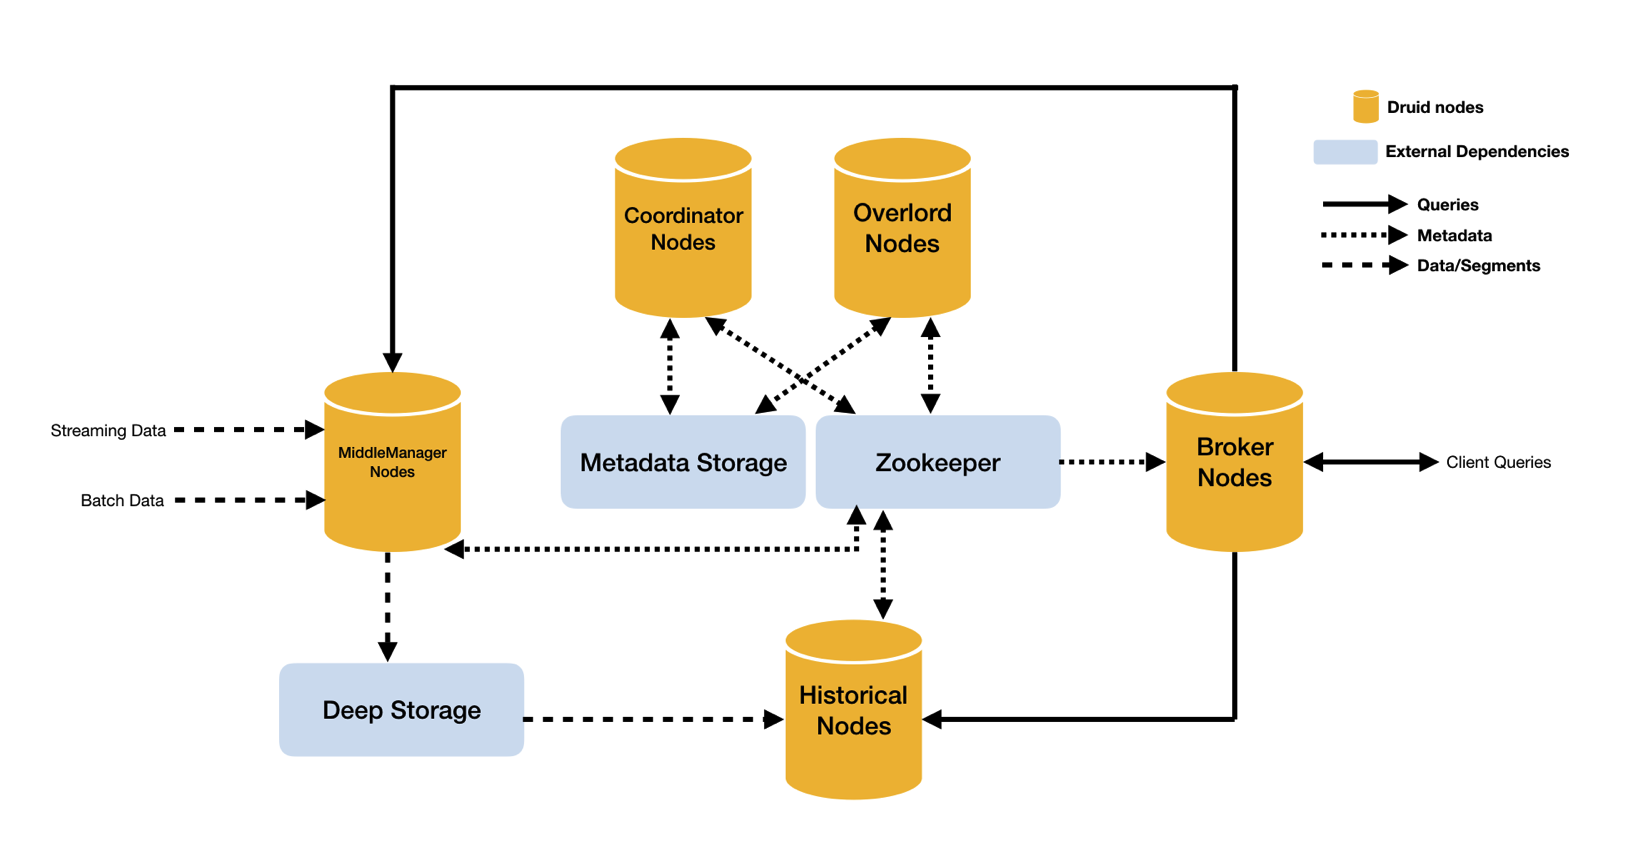 Druid nodes
External Dependencies
Queries
Metadata
Data/Segments
Coordinator
Nodes
Overlord
Nodes
Streaming Data
Batch Data
MiddleManager
Nodes
Metadata Storage
Zookeeper
Broker
Nodes
Client Queries
Deep Storage
Historical
Nodes